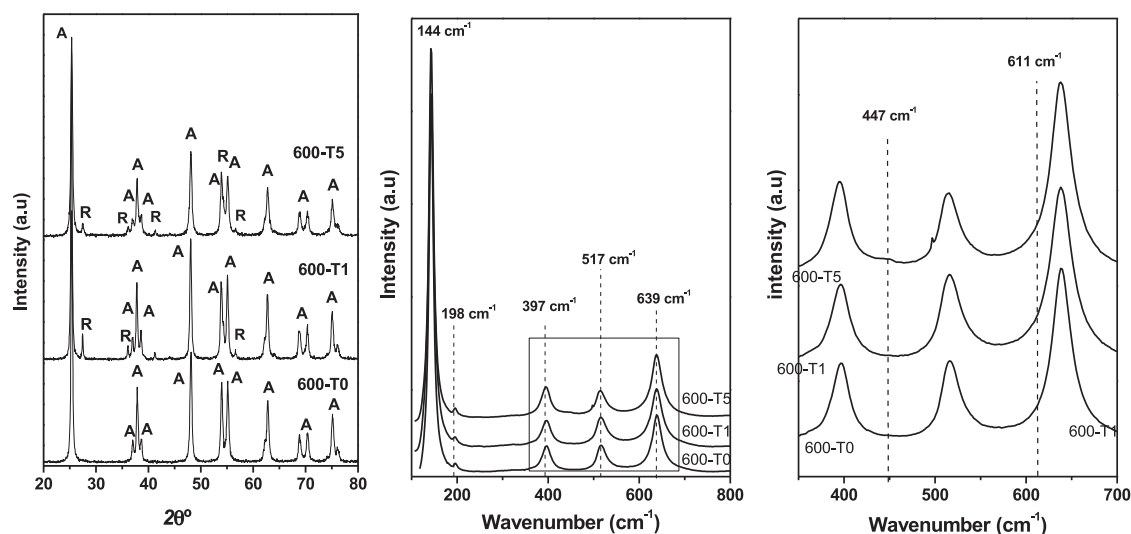 A
A
A
R
A
600-T5
A
A
A
A
A
A
R
R
R
R
A
A
600-T1
A
A
A
A
R
A
A
A
R
R
A
A
A
A
600-T0
A
A
A
A
A
20 30 40 50 60 70 80
2θº
Intensity (a.u)
144 cm-1
198 cm-1
397 cm-1
517 cm-1
639 cm-1
600-T5
600-T1
600-T0
200 400 600 800
Wavenumber (cm-1)
Intensity (a.u)
447 cm-1
611 cm-1
600-T5
600-T1
600-T0
600-T1
400 500 600 700
Wavenumber (cm-1)
intensity (a.u)